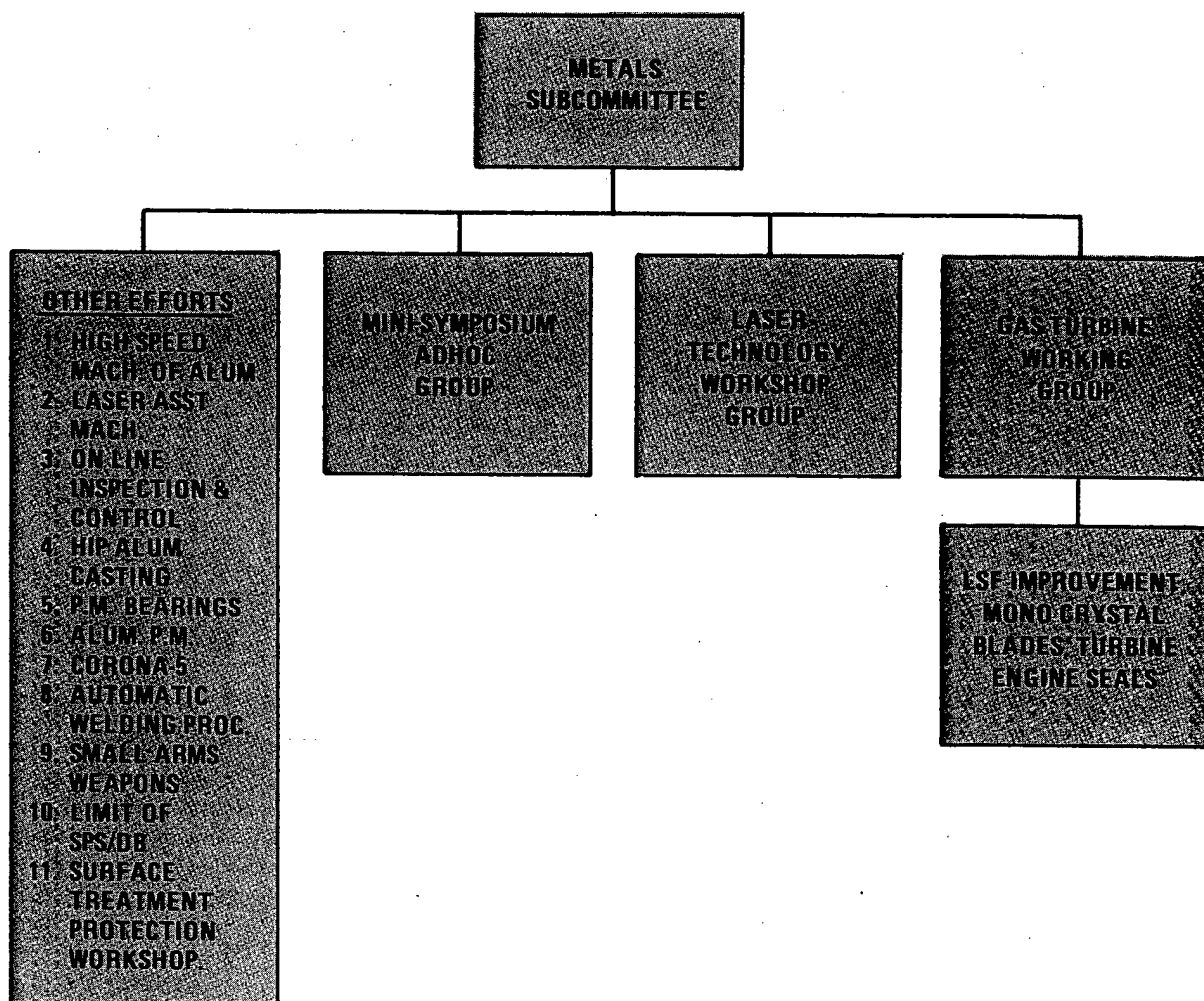 METALS
SUBCOMMITTEE
OTHER EFFORTS
1. HIGH SPEED
MACH. OF ALUM
2. LASER ASST
MACH.
3. ON LINE
INSPECTION &
CONTROL
4. HIP ALUM
CASTING
5. P.M. BEARINGS
6. ALUM. P.M.
7. CORONA-5
8. AUTOMATIC
WELDING PROC.
9. SMALL ARMS
WEAPONS
10. LIMIT OF
SPS/DB
11. SURFACE
TREATMENT
PROTECTION
WORKSHOP.
MINI-SYMPOSIUM
ADHOC
GROUP
LASER
TECHNOLOGY
WORKSHOP
GROUP
GAS TURBINE
WORKING
GROUP
LSF IMPROVEMENT
MONO CRYSTAL
BLADES, TURBINE
ENGINE SEALS